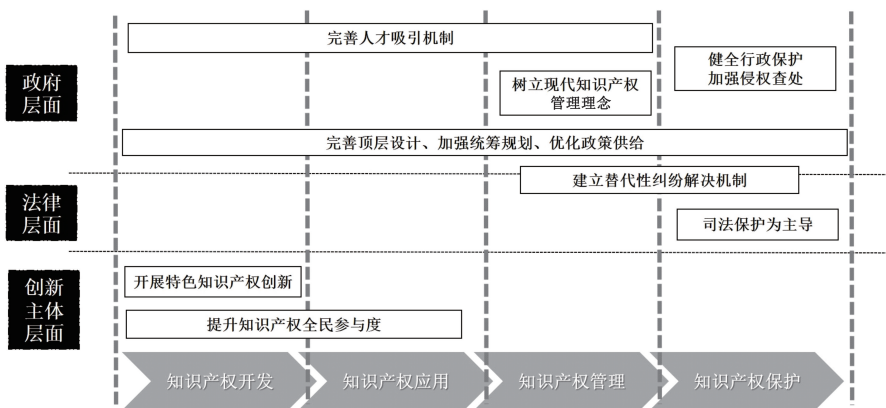 完善人才吸引机制
健全行政保护
加强侵权查处
政府
层面
树立现代知识产权
管理理念
完善顶层设计、加强统筹规划、优化政策供给
建立替代性纠纷解决机制
法律
层面
司法保护为主导
创新
主体
层面
开展特色知识产权创新
提升知识产权全民参与度
知识产权开发
知识产权应用
知识产权管理
知识产权保护